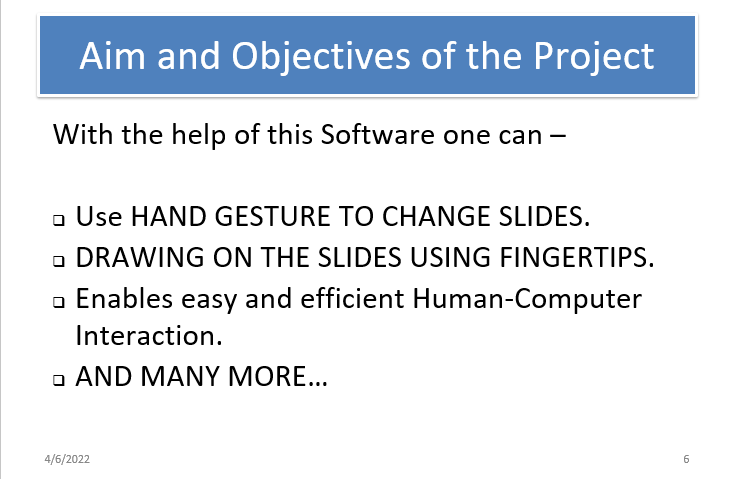 Aim and Objectives of the Project
With the help of this Software one can –
Use HAND GESTURE TO CHANGE SLIDES.
DRAWING ON THE SLIDES USING FINGERTIPS.
Enables easy and efficient Human-Computer
Interaction.
AND MANY MORE…
4/6/2022
6